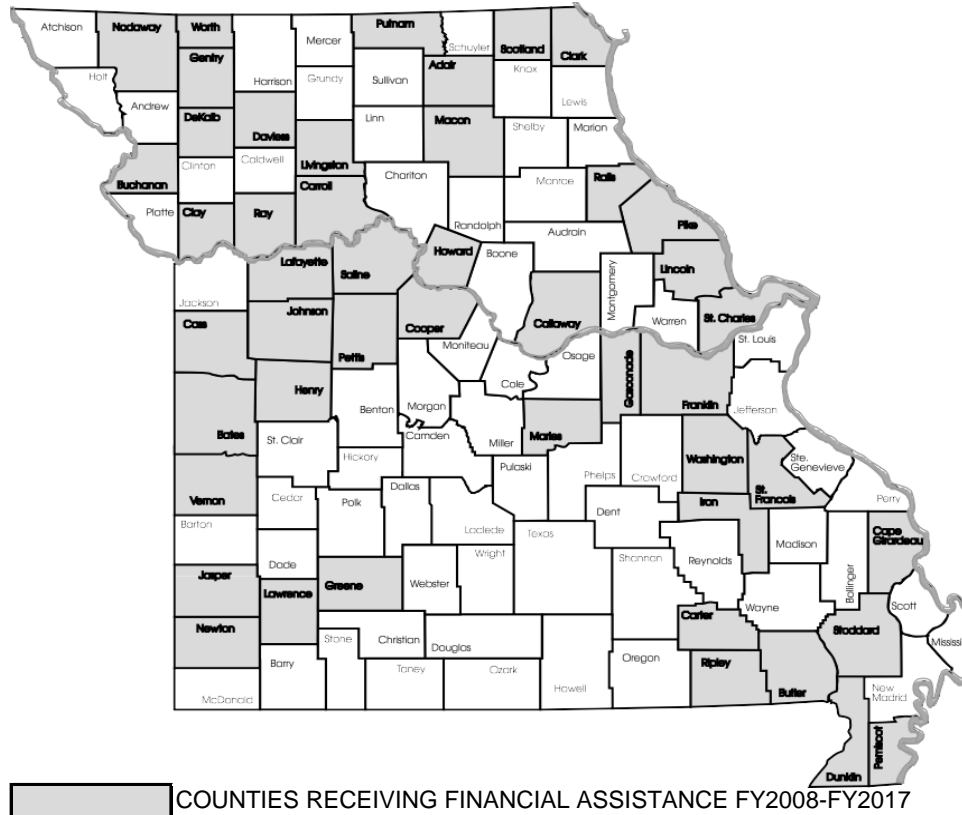 Atchison
Nodaway
Worth
Mercer
Putnam
Schuyler
Scotland
Clark
Gentry
Holt
Harrison
Grundy
Sullivan
Adair
Knox
Andrew
DeKalb
Daviess
Linn
Macon
Lewis
Shelby
Marion
Buchanan
Clinton
Caldwell
Livingston
Chariton
Monroe
Ralls
Carroll
Platte
Clay
Ray
Randolph
Audrain
Pike
Howard
Boone
Lafayette
Saline
Lincoln
Montgomery
Jackson
Johnson
Cooper
Callaway
Warren
St. Charles
Cass
Pettis
Moniteau
Osage
St. Louis
Cole
Gasconade
Henry
Benton
Morgan
Franklin
Jefferson
Bates
St. Clair
Camden
Miller
Maries
Hickory
Pulaski
Phelps
Crawford
Washington
Ste.
Genevieve
Vernon
Cedar
Polk
Dallas
Dent
Iron
St.
Francois
Perry
Barton
Laclede
Texas
Cape
Girardeau
Dade
Wright
Shannan
Reynolds
Madison
Bollinger
Jasper
Lawrence
Greene
Webster
Wayne
Scott
Newton
Stone
Christian
Douglas
Carter
Stoddard
Mississi
Barry
Taney
Ozark
Oregon
Ripley
Butler
McDonald
Howell
New
Madrid
Dunklin
Pemiscot
COUNTIES RECEIVING FINANCIAL ASSISTANCE FY2008-FY2017